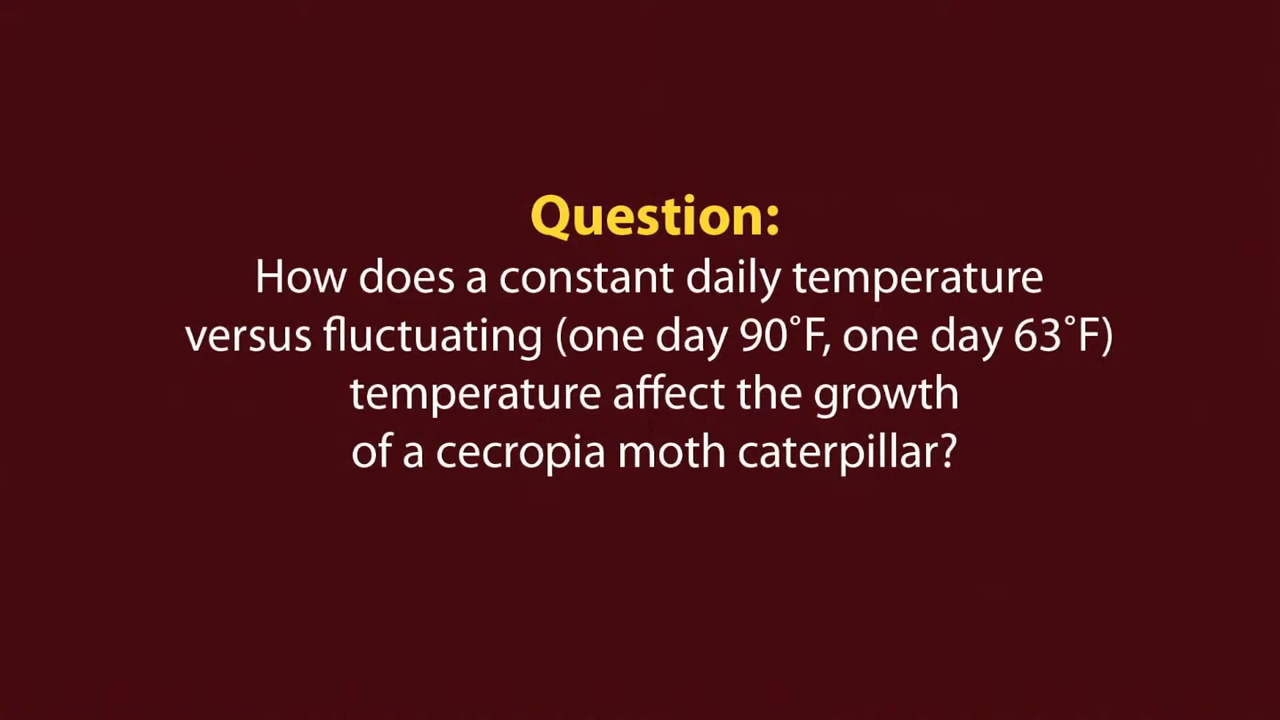 Question:
How does a constant daily temperature
versus fluctuating (one day 90˚F, one day 63˚F)
temperature affect the growth
of a cecropia moth caterpillar?